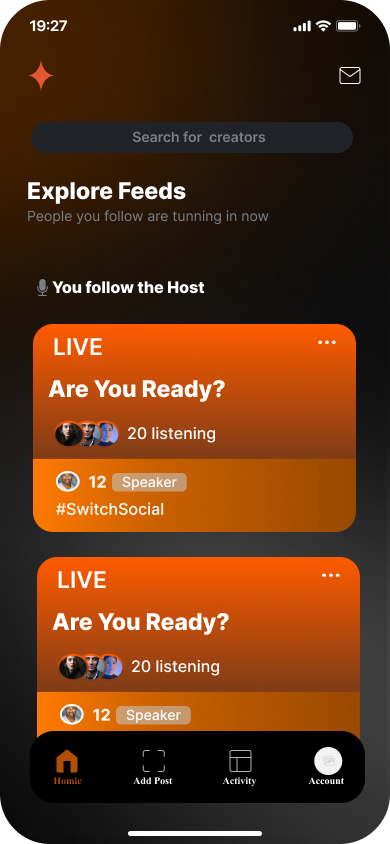 19:27
Search for creators
Explore Feeds
People you follow are tunning in now
You follow the Host
LIVE
Are You Ready?
20 listening
12 Speaker
#SwitchSocial
LIVE
Are You Ready?
20 listening
12 Speaker
Homie Add Post Activity Account